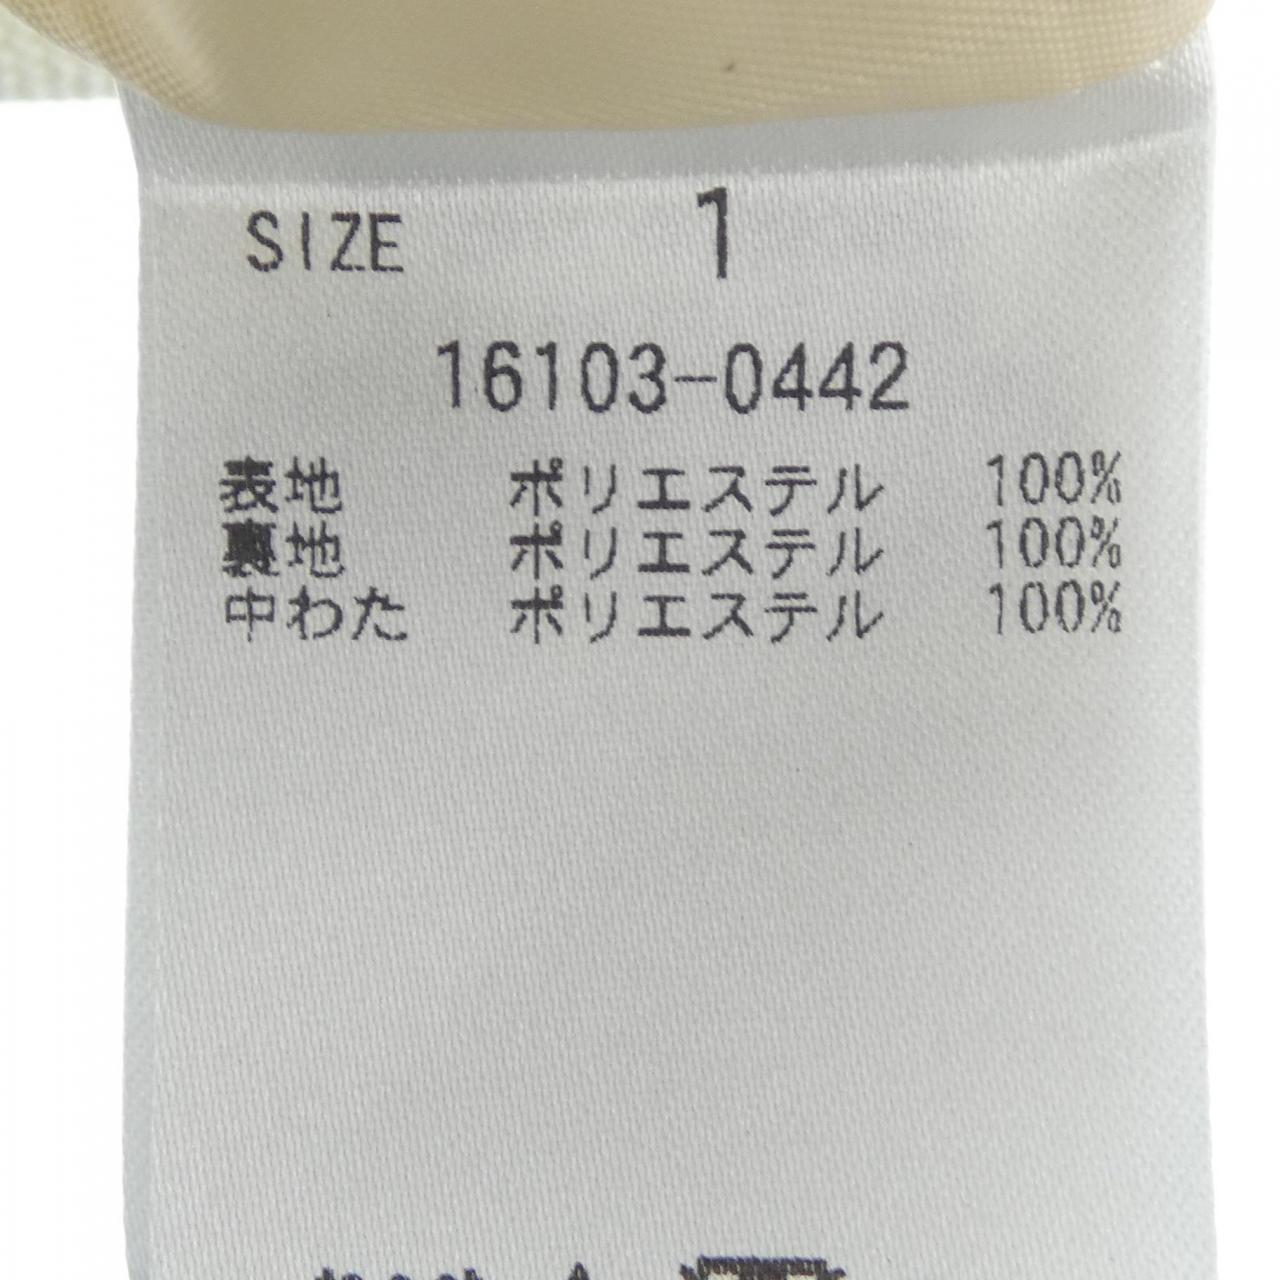 SIZE 1
16103-0442
表地 ポリエステル 100%
裏地 ポリエステル 100%
中わた ポリエステル 100%